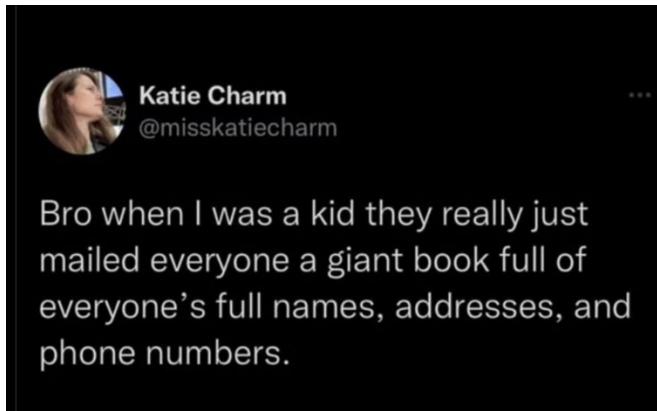 Katie Charm
@misskatiecharm
Bro when I was a kid they really just
mailed everyone a giant book full of
everyone’s full names, addresses, and
phone numbers.